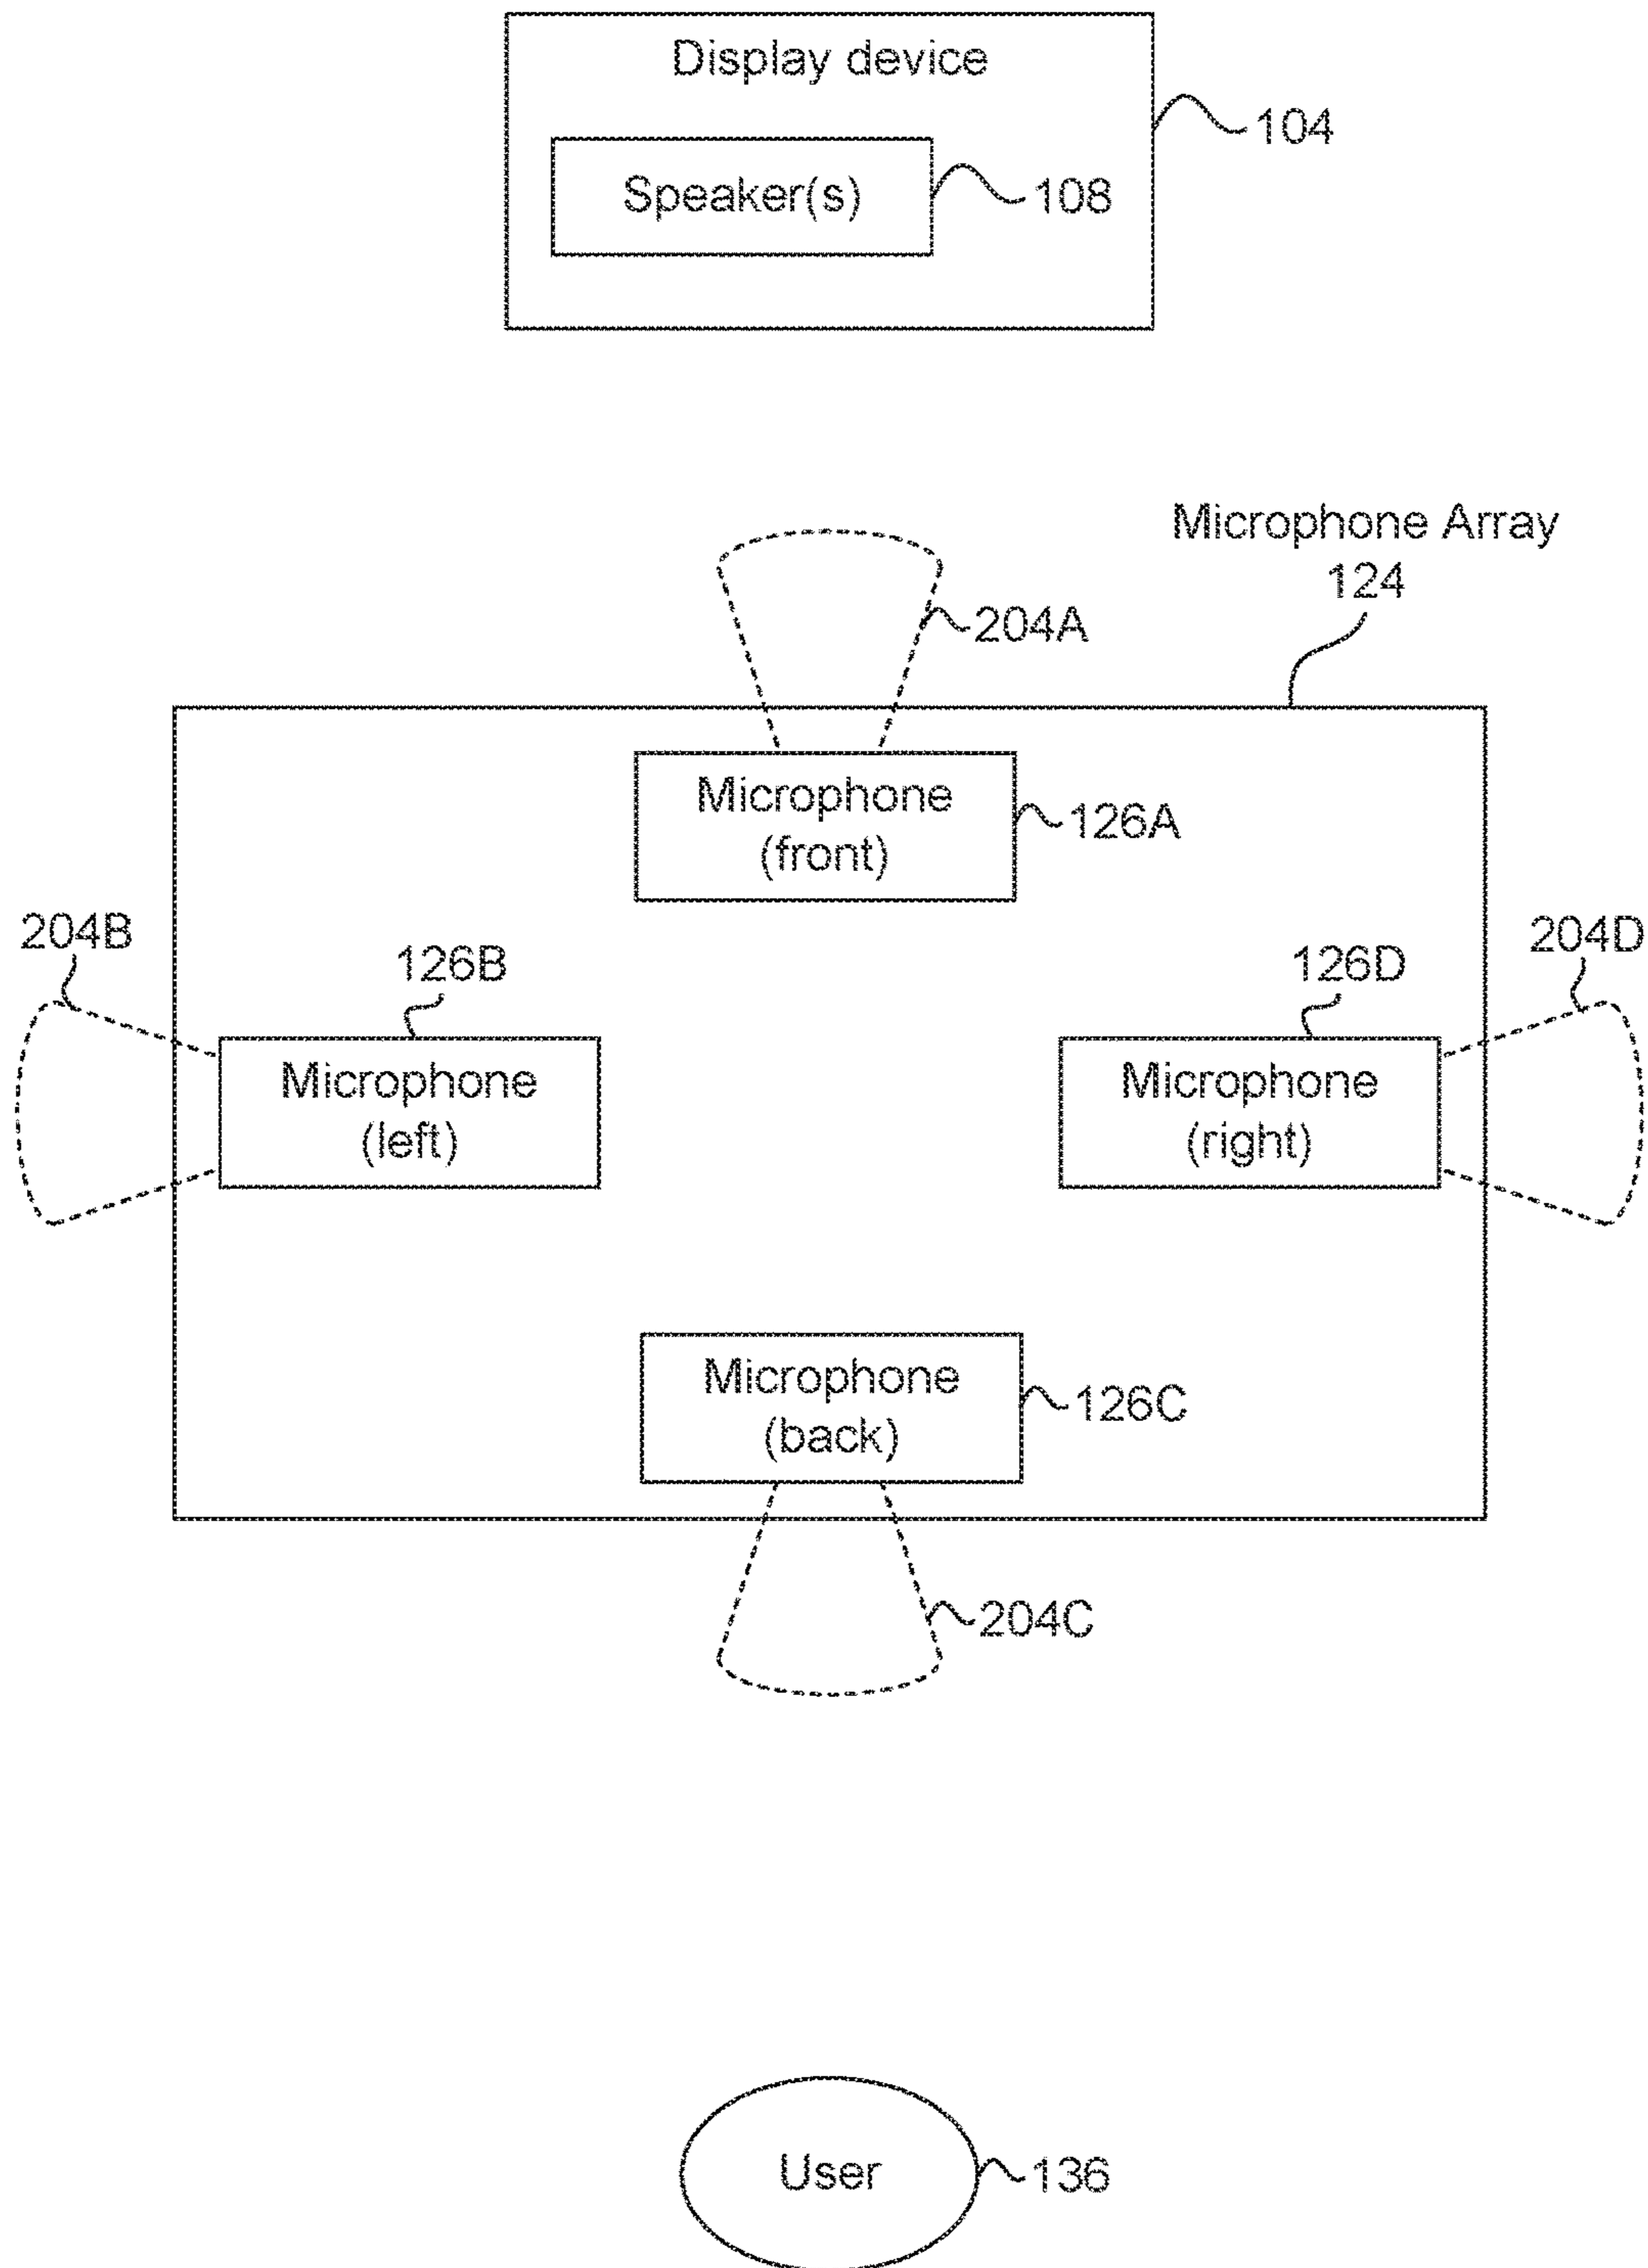 Display device
104
Speaker(s)
108
Microphone Array
124
204A
Microphone
(front)
126A
204B
126B
126D
204D
Microphone
(left)
Microphone
(right)
Microphone
(back)
126C
204C
User
136